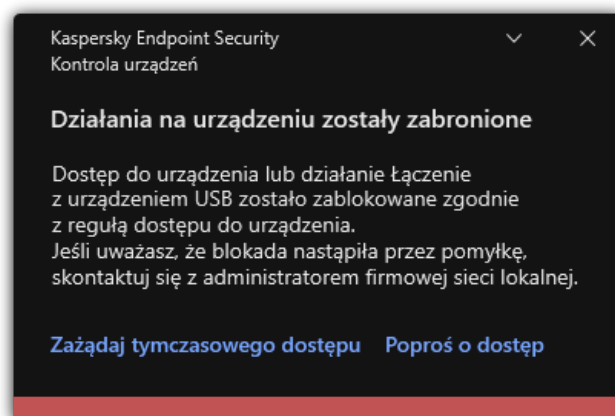 Kaspersky Endpoint Security
Kontrola urządzeń
Działania na urządzeniu zostały zabronione
Dostęp do urządzenia lub działanie Łączenie
z urządzeniem USB zostało zablokowane zgodnie
z regułą dostępu do urządzenia.
Jeśli uważasz, że blokada nastąpiła przez pomyłkę,
skontaktuj się z administratorem firmowej sieci lokalnej.
Zażądaj tymczasowego dostępu Poproś o dostęp